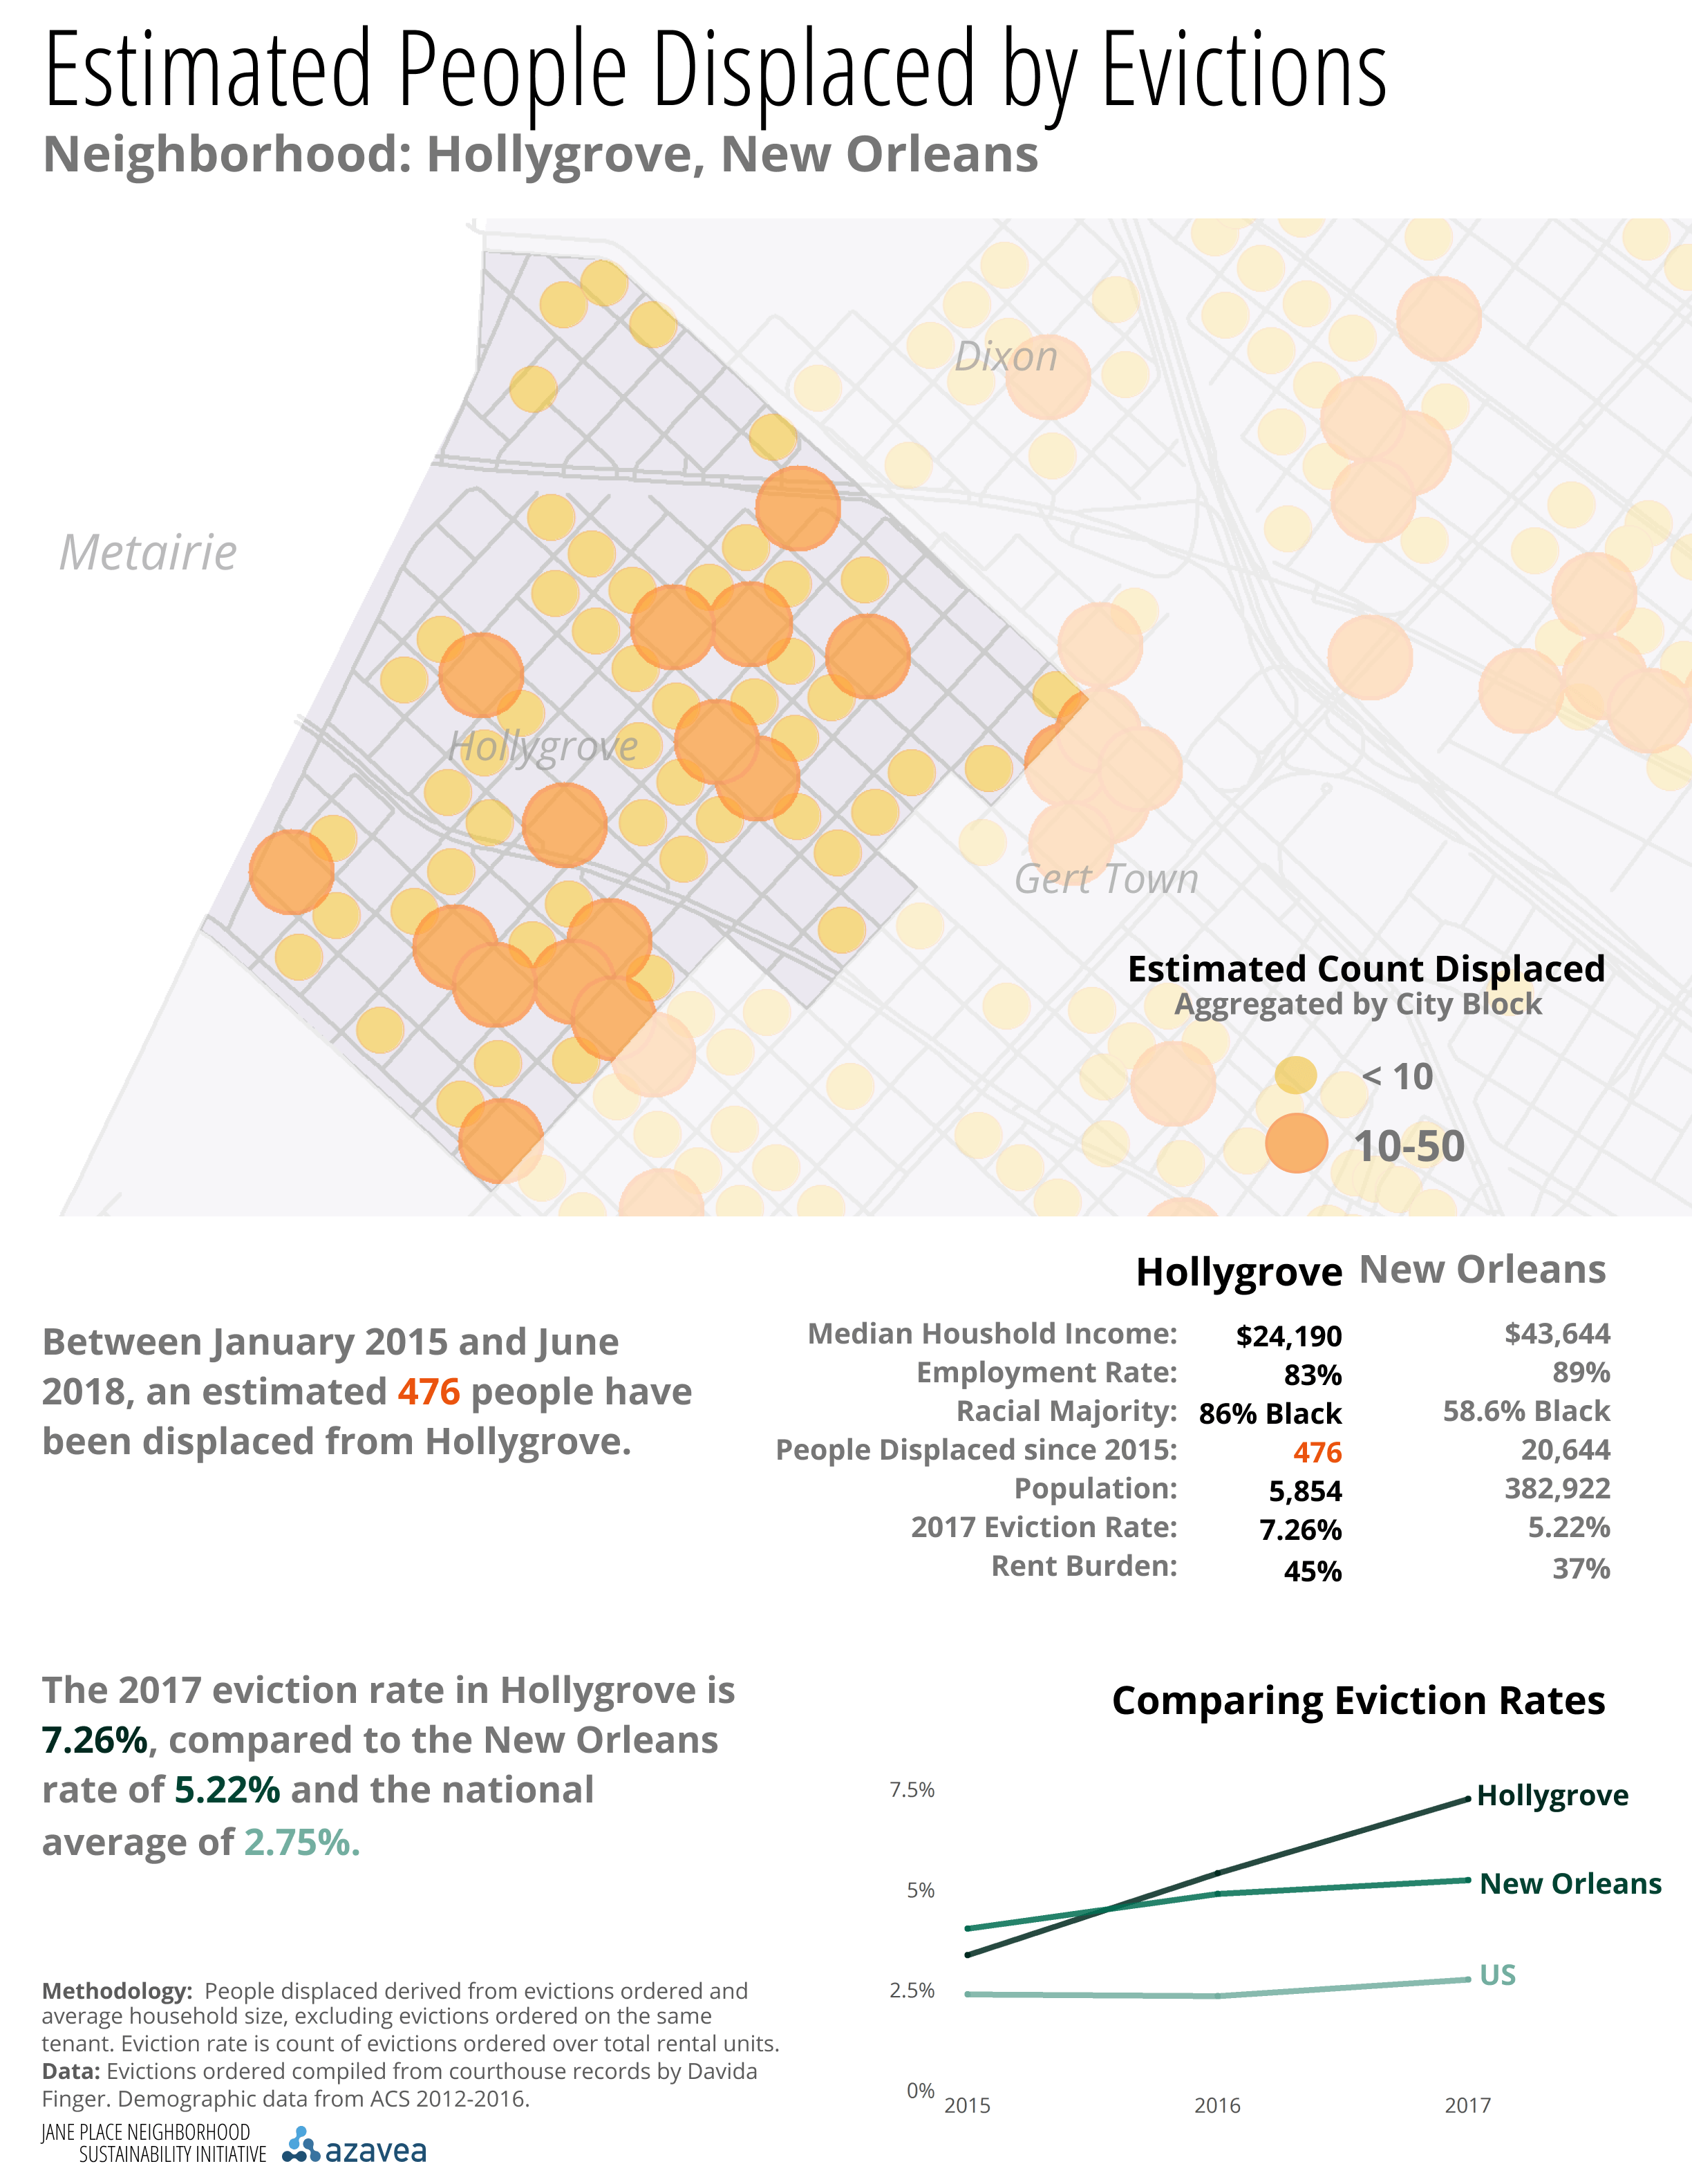 Estimated People Displaced by Evictions
Neighborhood: Hollygrove, New Orleans
Dixon
Metairie
Hollygrove
Gert Town
Estimated Count Displaced
Aggregated by City Block
< 10
10-50
Between January 2015 and June
2018, an estimated 476 people have
been displaced from Hollygrove.
Hollygrove New Orleans
Median Houshold Income: $24,190 $43,644
Employment Rate: 83% 89%
Racial Majority: 86% Black 58.6% Black
People Displaced since 2015: 476 20,644
Population: 5,854 382,922
2017 Eviction Rate: 7.26% 5.22%
Rent Burden: 45% 37%
The 2017 eviction rate in Hollygrove is
7.26%, compared to the New Orleans
rate of 5.22% and the national
average of 2.75%.
Comparing Eviction Rates
7.5%
Hollygrove
5%
New Orleans
2.5%
US
0%
2015 2016 2017
Methodology: People displaced derived from evictions ordered and
average household size, excluding evictions ordered on the same
tenant. Eviction rate is count of evictions ordered over total rental units.
Data: Evictions ordered compiled from courthouse records by Davida
Finger. Demographic data from ACS 2012-2016.
JANE PLACE NEIGHBORHOOD
SUSTAINABILITY INITIATIVE
azavea